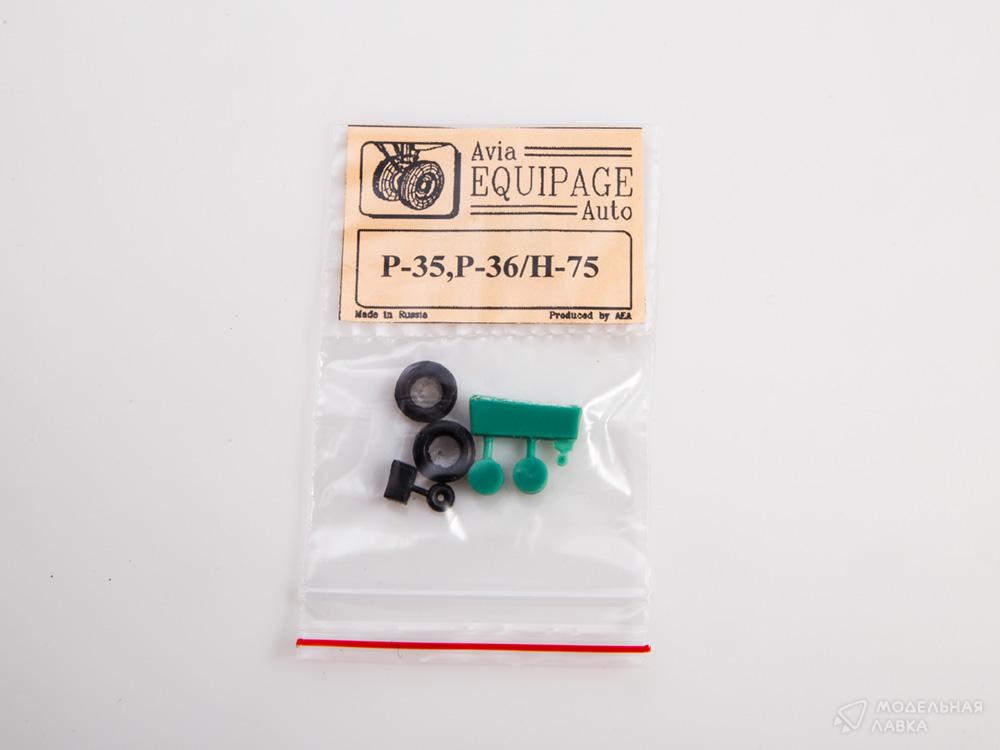 Avia
EQUIPAGE
Auto
P-35,P-36/H-75
Made in Russia
Produced by AEA
МОДЕЛЬНАЯ
ЛАВКА